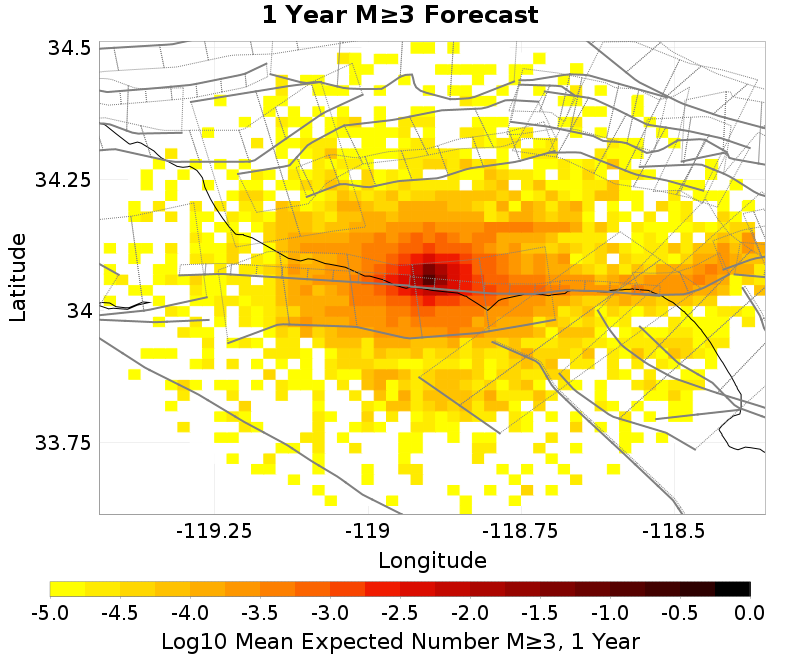 1 Year M≥3 Forecast
34.5
34.25
34
33.75
Latitude
-119.25 -119 -118.75 -118.5
Longitude
-5.0 -4.5 -4.0 -3.5 -3.0 -2.5 -2.0 -1.5 -1.0 -0.5 0.0
Log10 Mean Expected Number M≥3, 1 Year